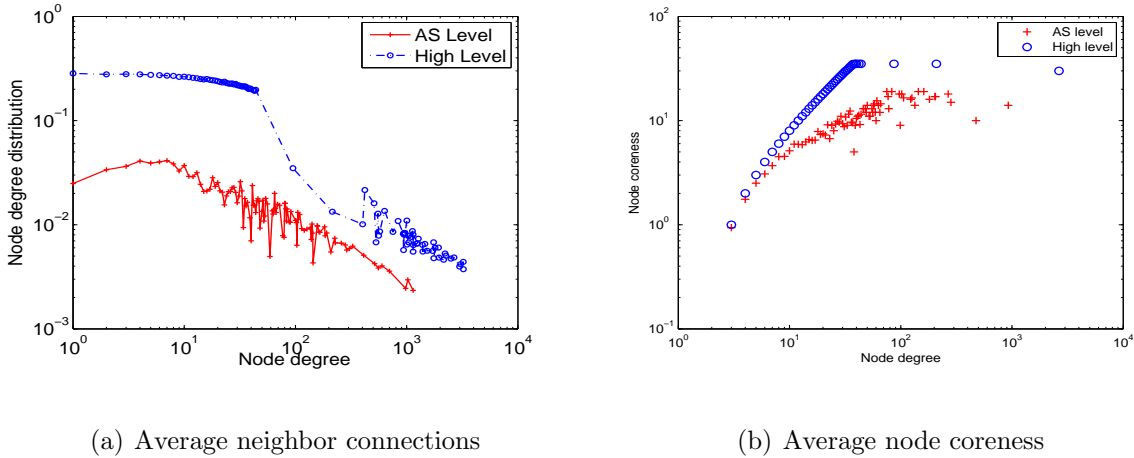 10^0
10^-1
10^-2
10^-3
10^0 10^1 10^2 10^3 10^4
Node degree distribution
Node degree
AS Level
High Level
(a) Average neighbor connections
10^2
10^1
10^0
10^-1
10^0 10^1 10^2 10^3 10^4
Node coreness
Node degree
AS level
High level
(b) Average node coreness